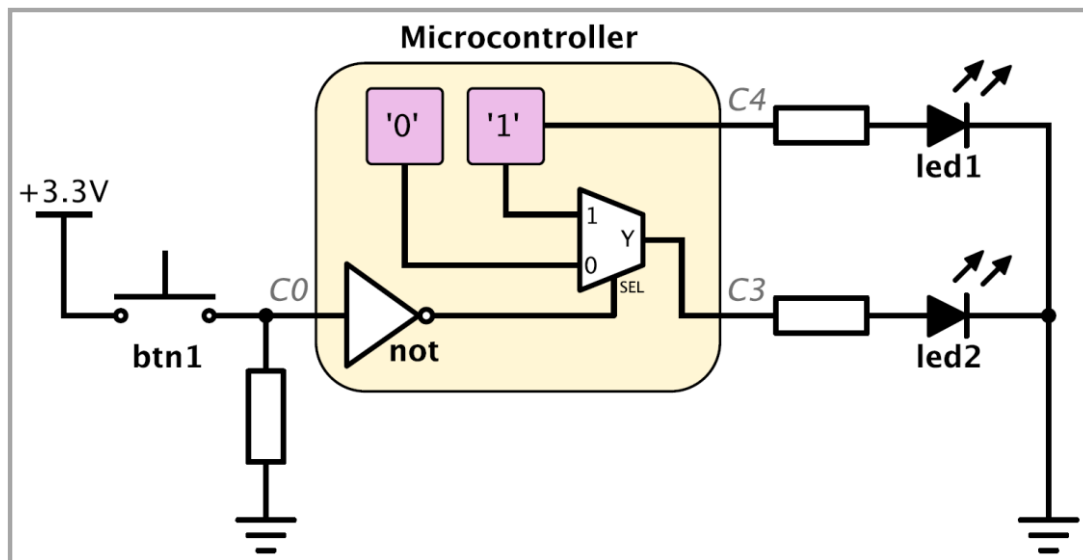 Microcontroller
'0'
'1'
C4
led1
+3.3V
1
Y
0
SEL
C0
C3
btn1
not
led2